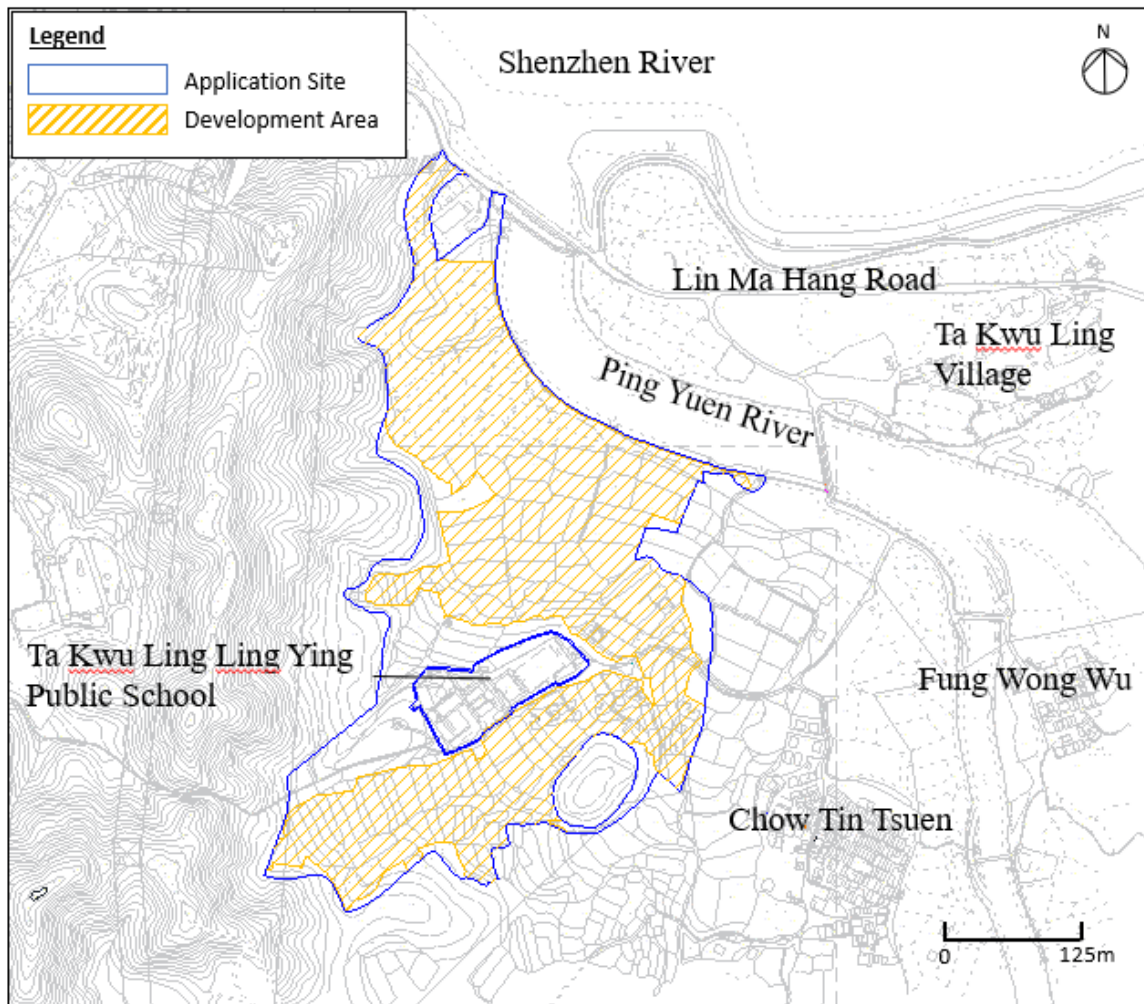 Legend
Application Site
Development Area
N
Shenzhen River
Lin Ma Hang Road
Ta Kwu Ling
Village
Ping Yuen River
Ta Kwu Ling Ling Ying
Public School
Fung Wong Wu
Chow Tin Tsuen
0
125m